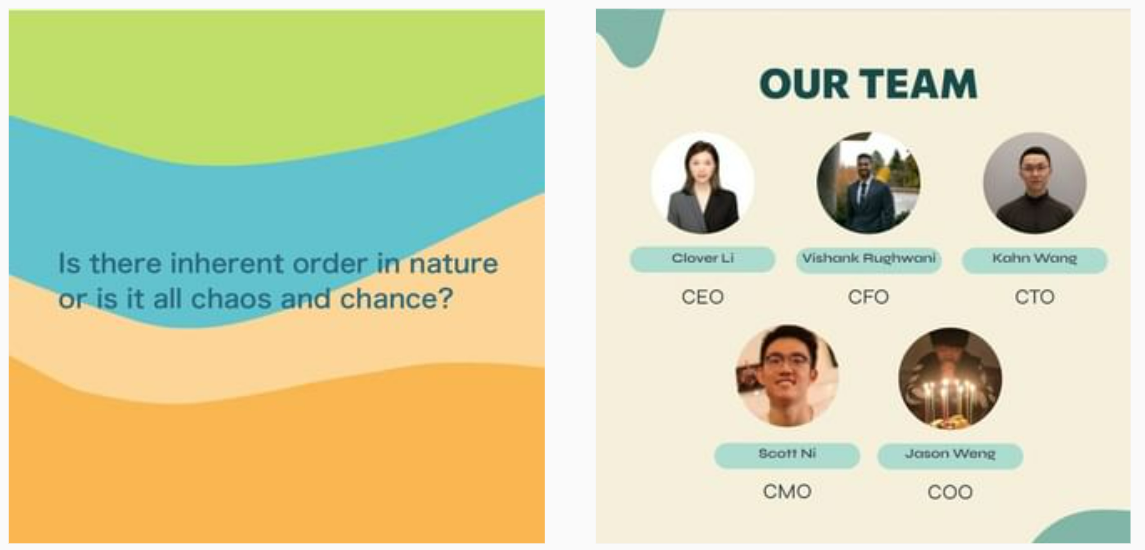 Is there inherent order in nature
or is it all chaos and chance?
OUR TEAM
Clover Li
Vishank Rughwani
Kahn Wang
CEO
CFO
CTO
Scott Ni
Jason Weng
CMO
COO